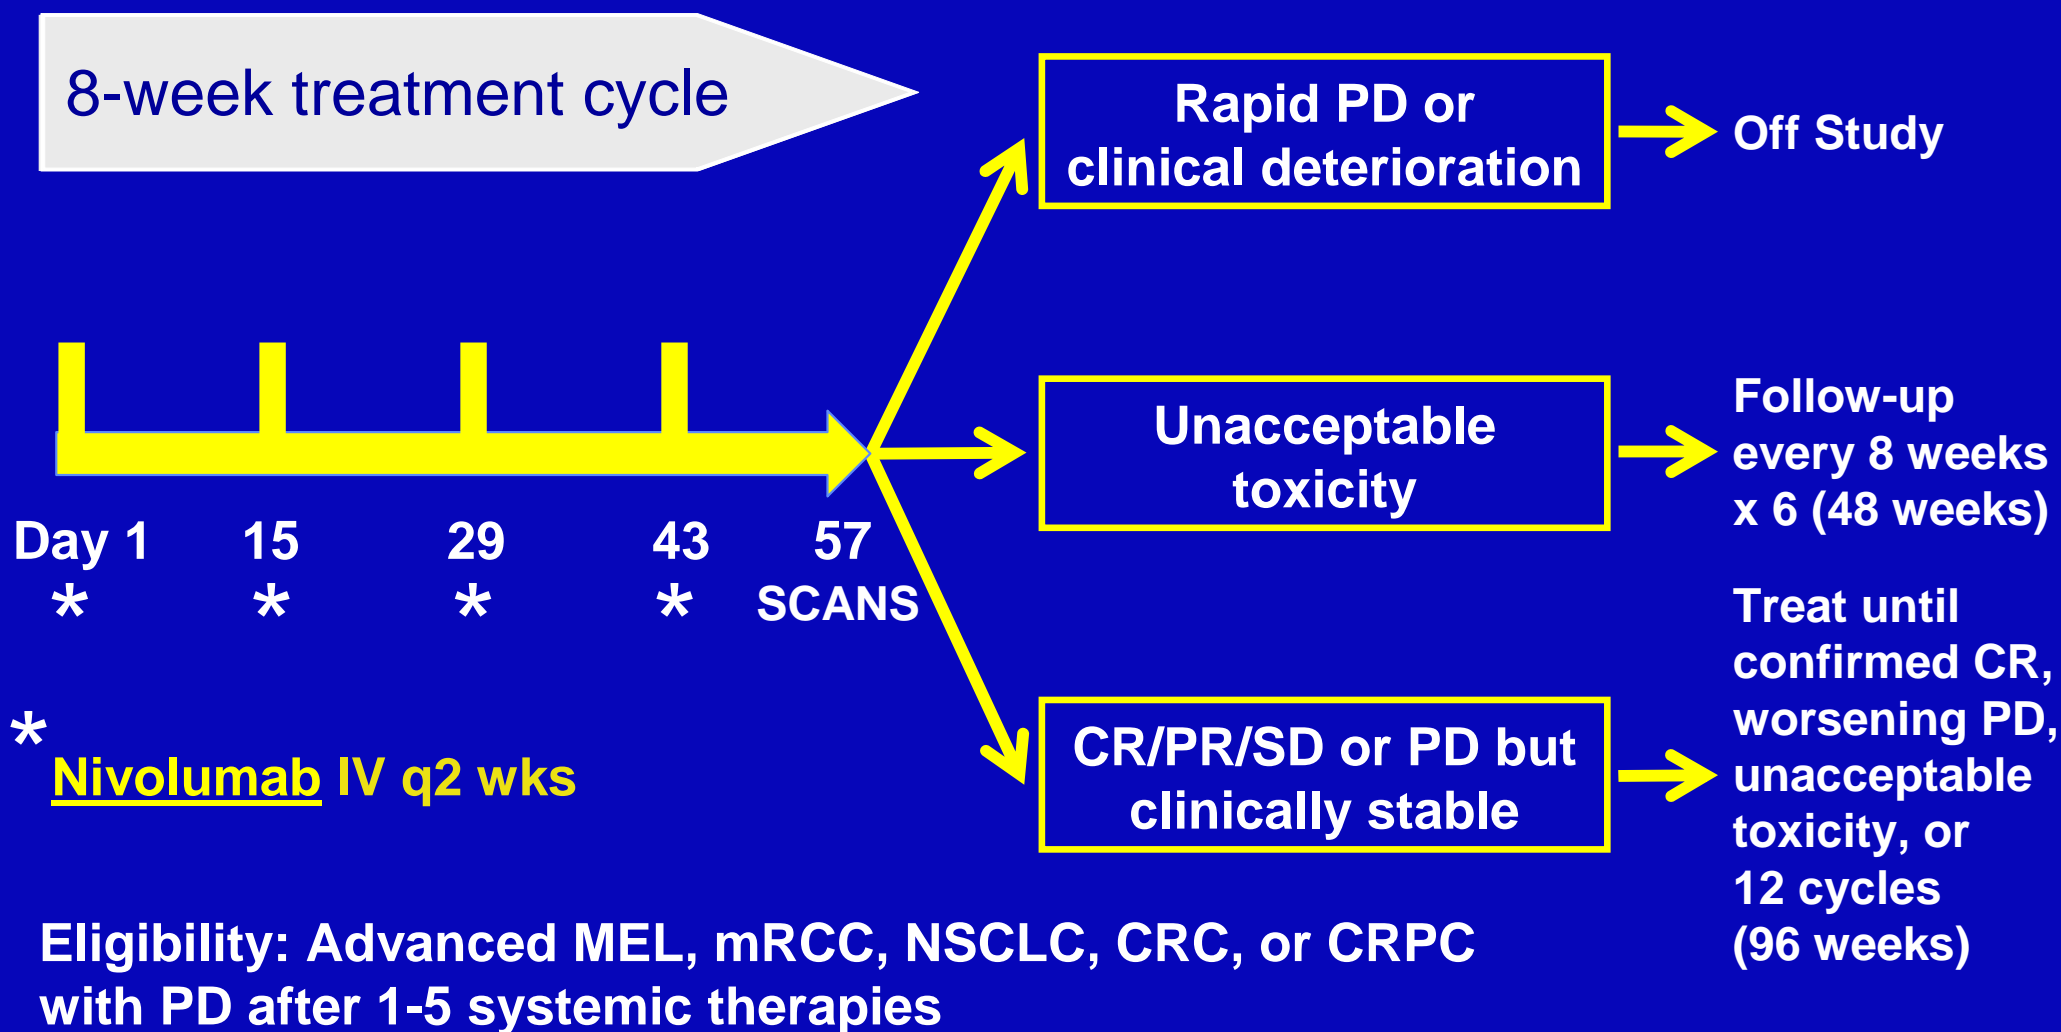 8-week treatment cycle
Rapid PD or
clinical deterioration
Off Study
Day 1 15 29 43 57
* * * * SCANS
Unacceptable
toxicity
Follow-up
every 8 weeks
x 6 (48 weeks)
CR/PR/SD or PD but
clinically stable
Treat until
confirmed CR,
worsening PD,
unacceptable
toxicity, or
12 cycles
(96 weeks)
* Nivolumab IV q2 wks
Eligibility: Advanced MEL, mRCC, NSCLC, CRC, or CRPC
with PD after 1-5 systemic therapies